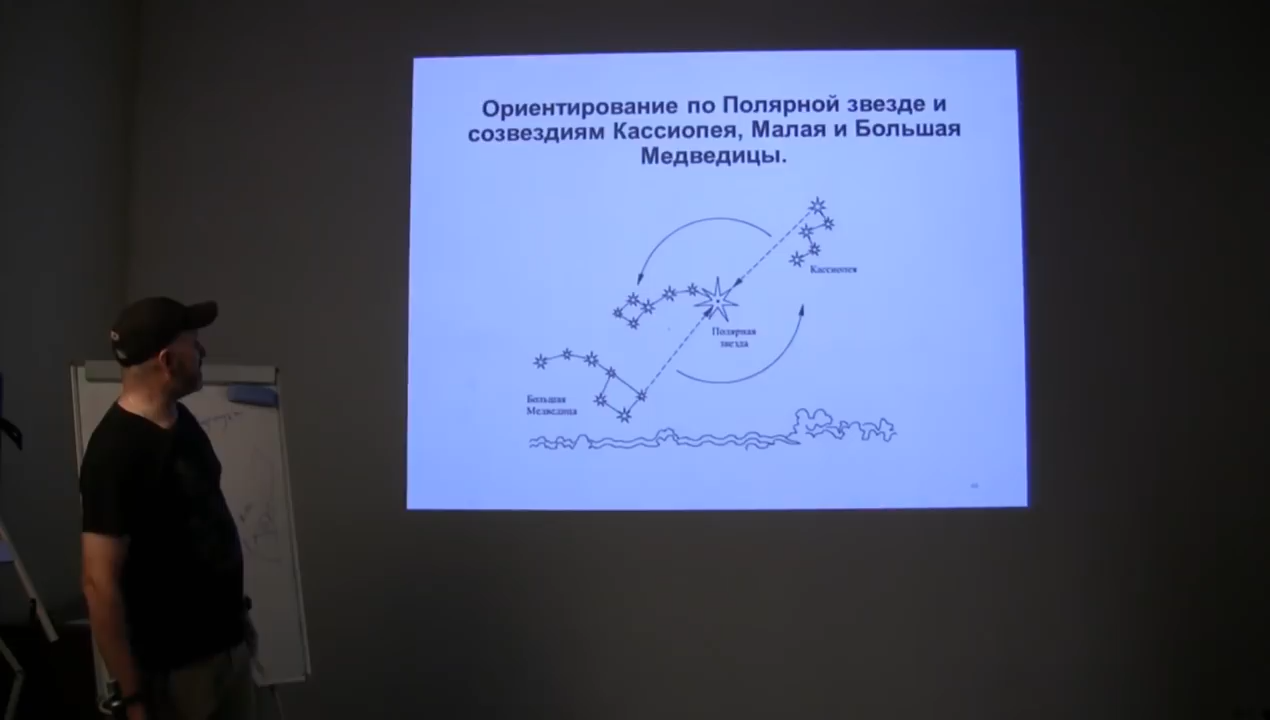 Ориентирование по Полярной звезде и
созвездиям Кассиопея, Малая и Большая
Медведицы.
Кассиопея
Полярная
звезда
Большая
Медведица